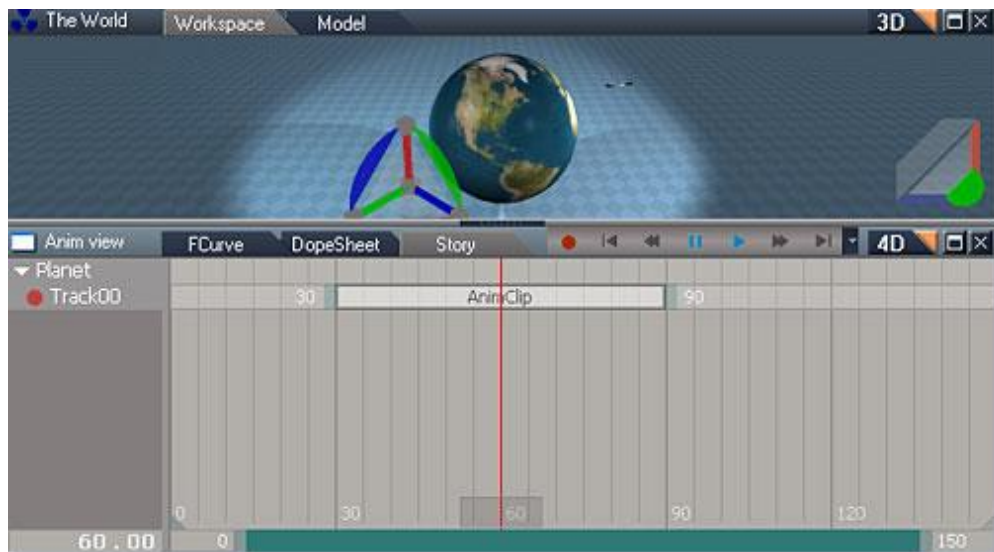 The World Workspace Model 3D
Anim view FCurve DopeSheet Story 4D
Planet
Track00 30 AnimClip 90
0 30 60 90 120
60.00 0 150